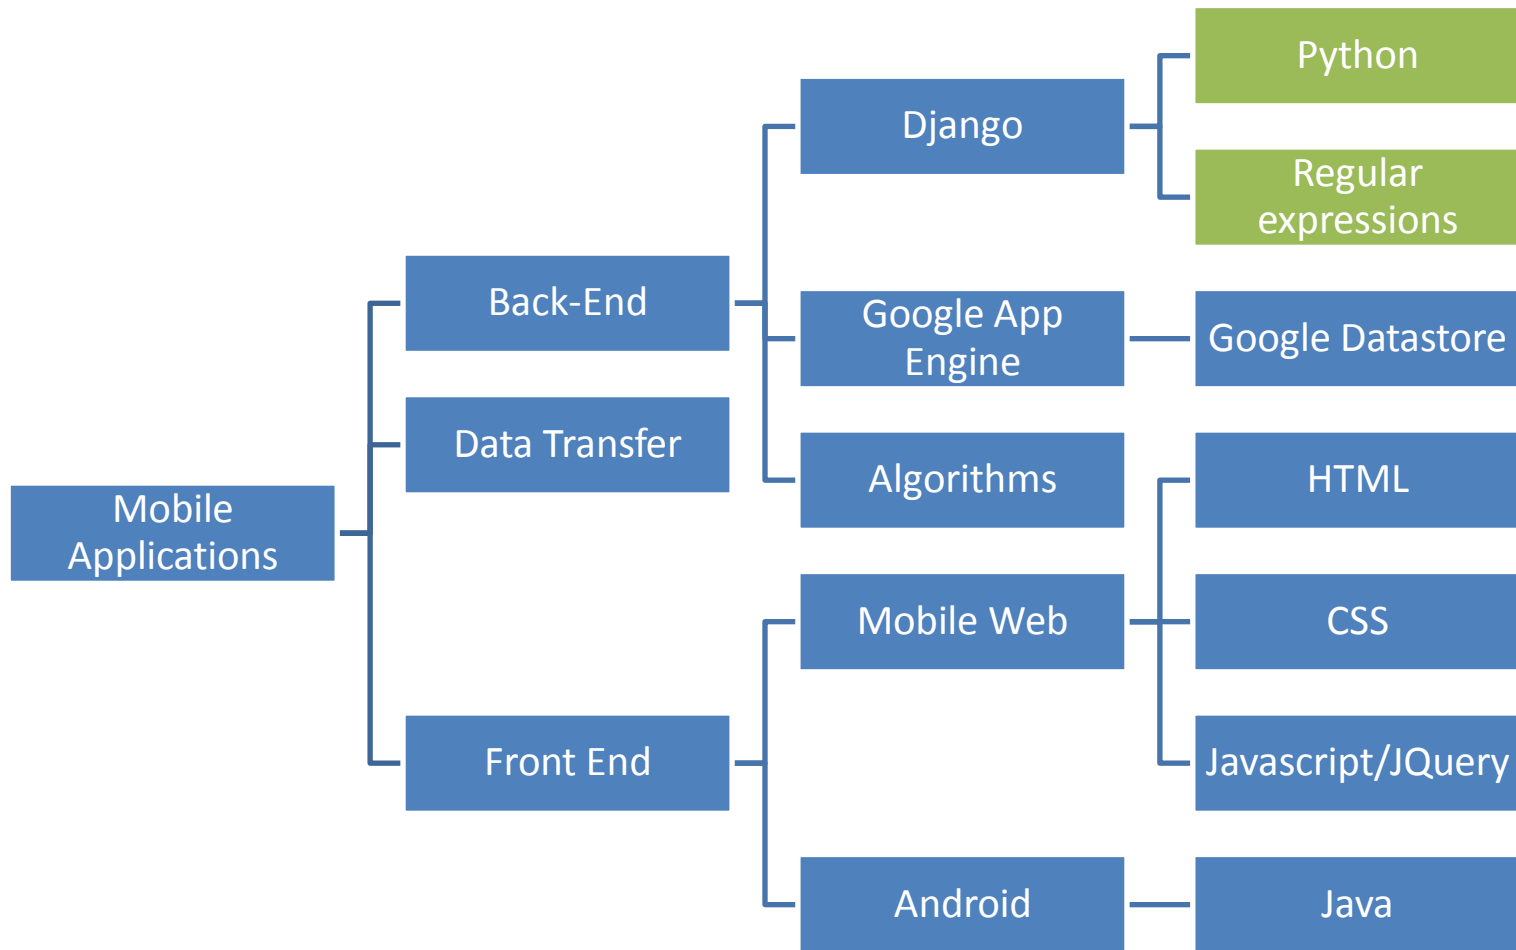 Python
Django
Regular
expressions
Back-End
Google App
Engine
Google Datastore
Data Transfer
Algorithms
HTML
Mobile
Applications
Mobile Web
CSS
Front End
Javascript/JQuery
Android
Java